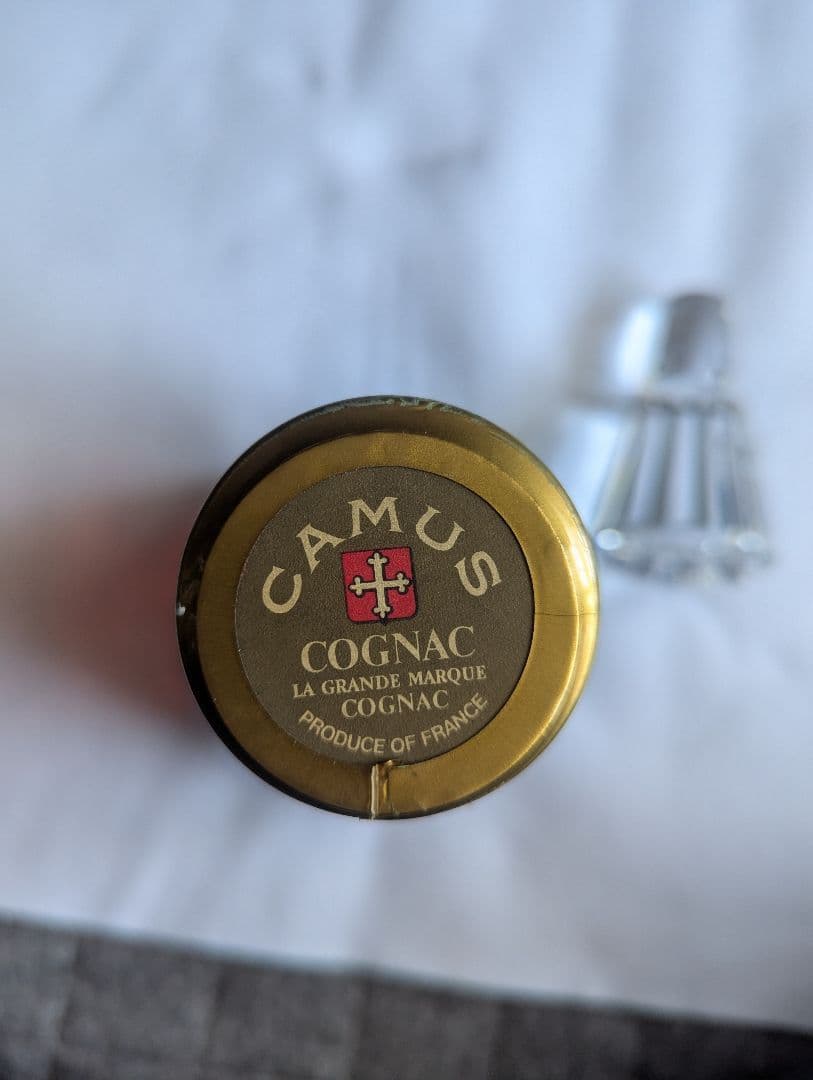 CAMUS
COGNAC
LA GRANDE MARQUE
COGNAC
PRODUCE OF FRANCE